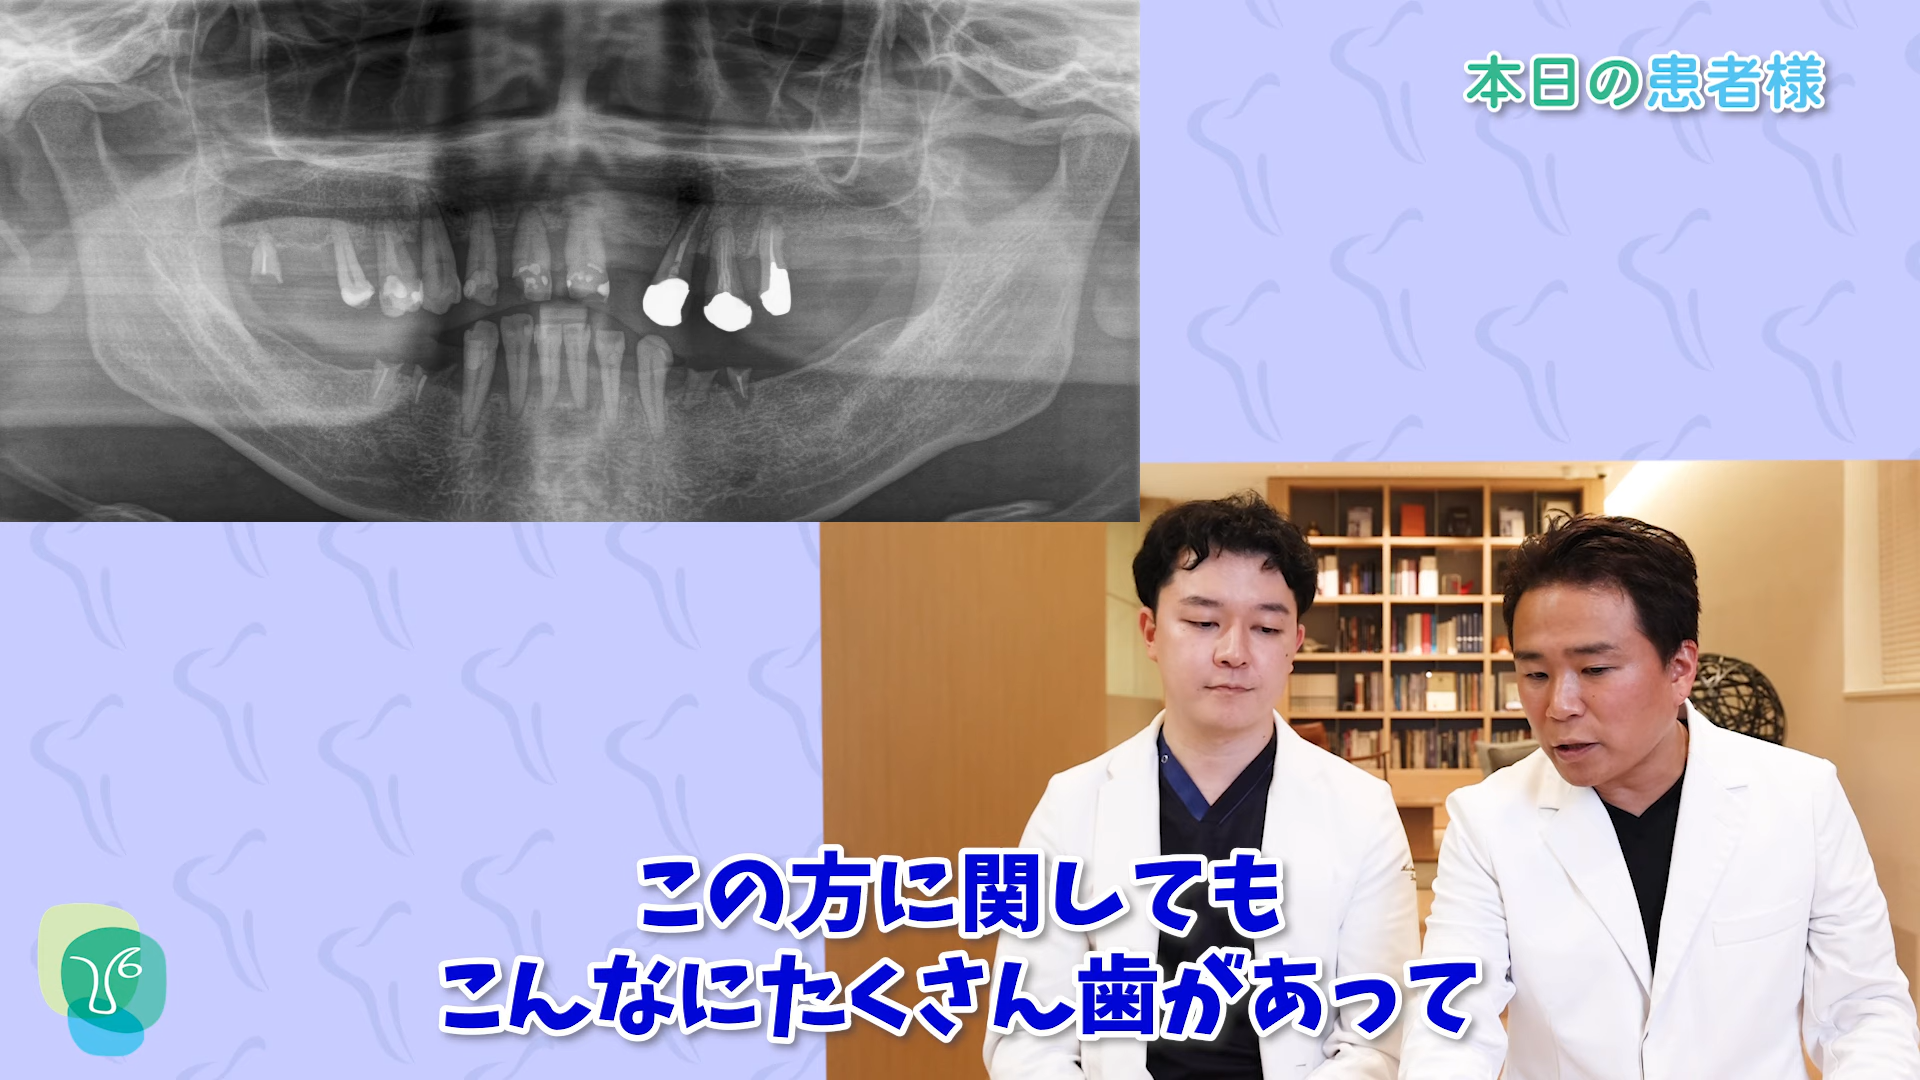 本日の患者様
この方に関しても
こんなにたくさん歯があって